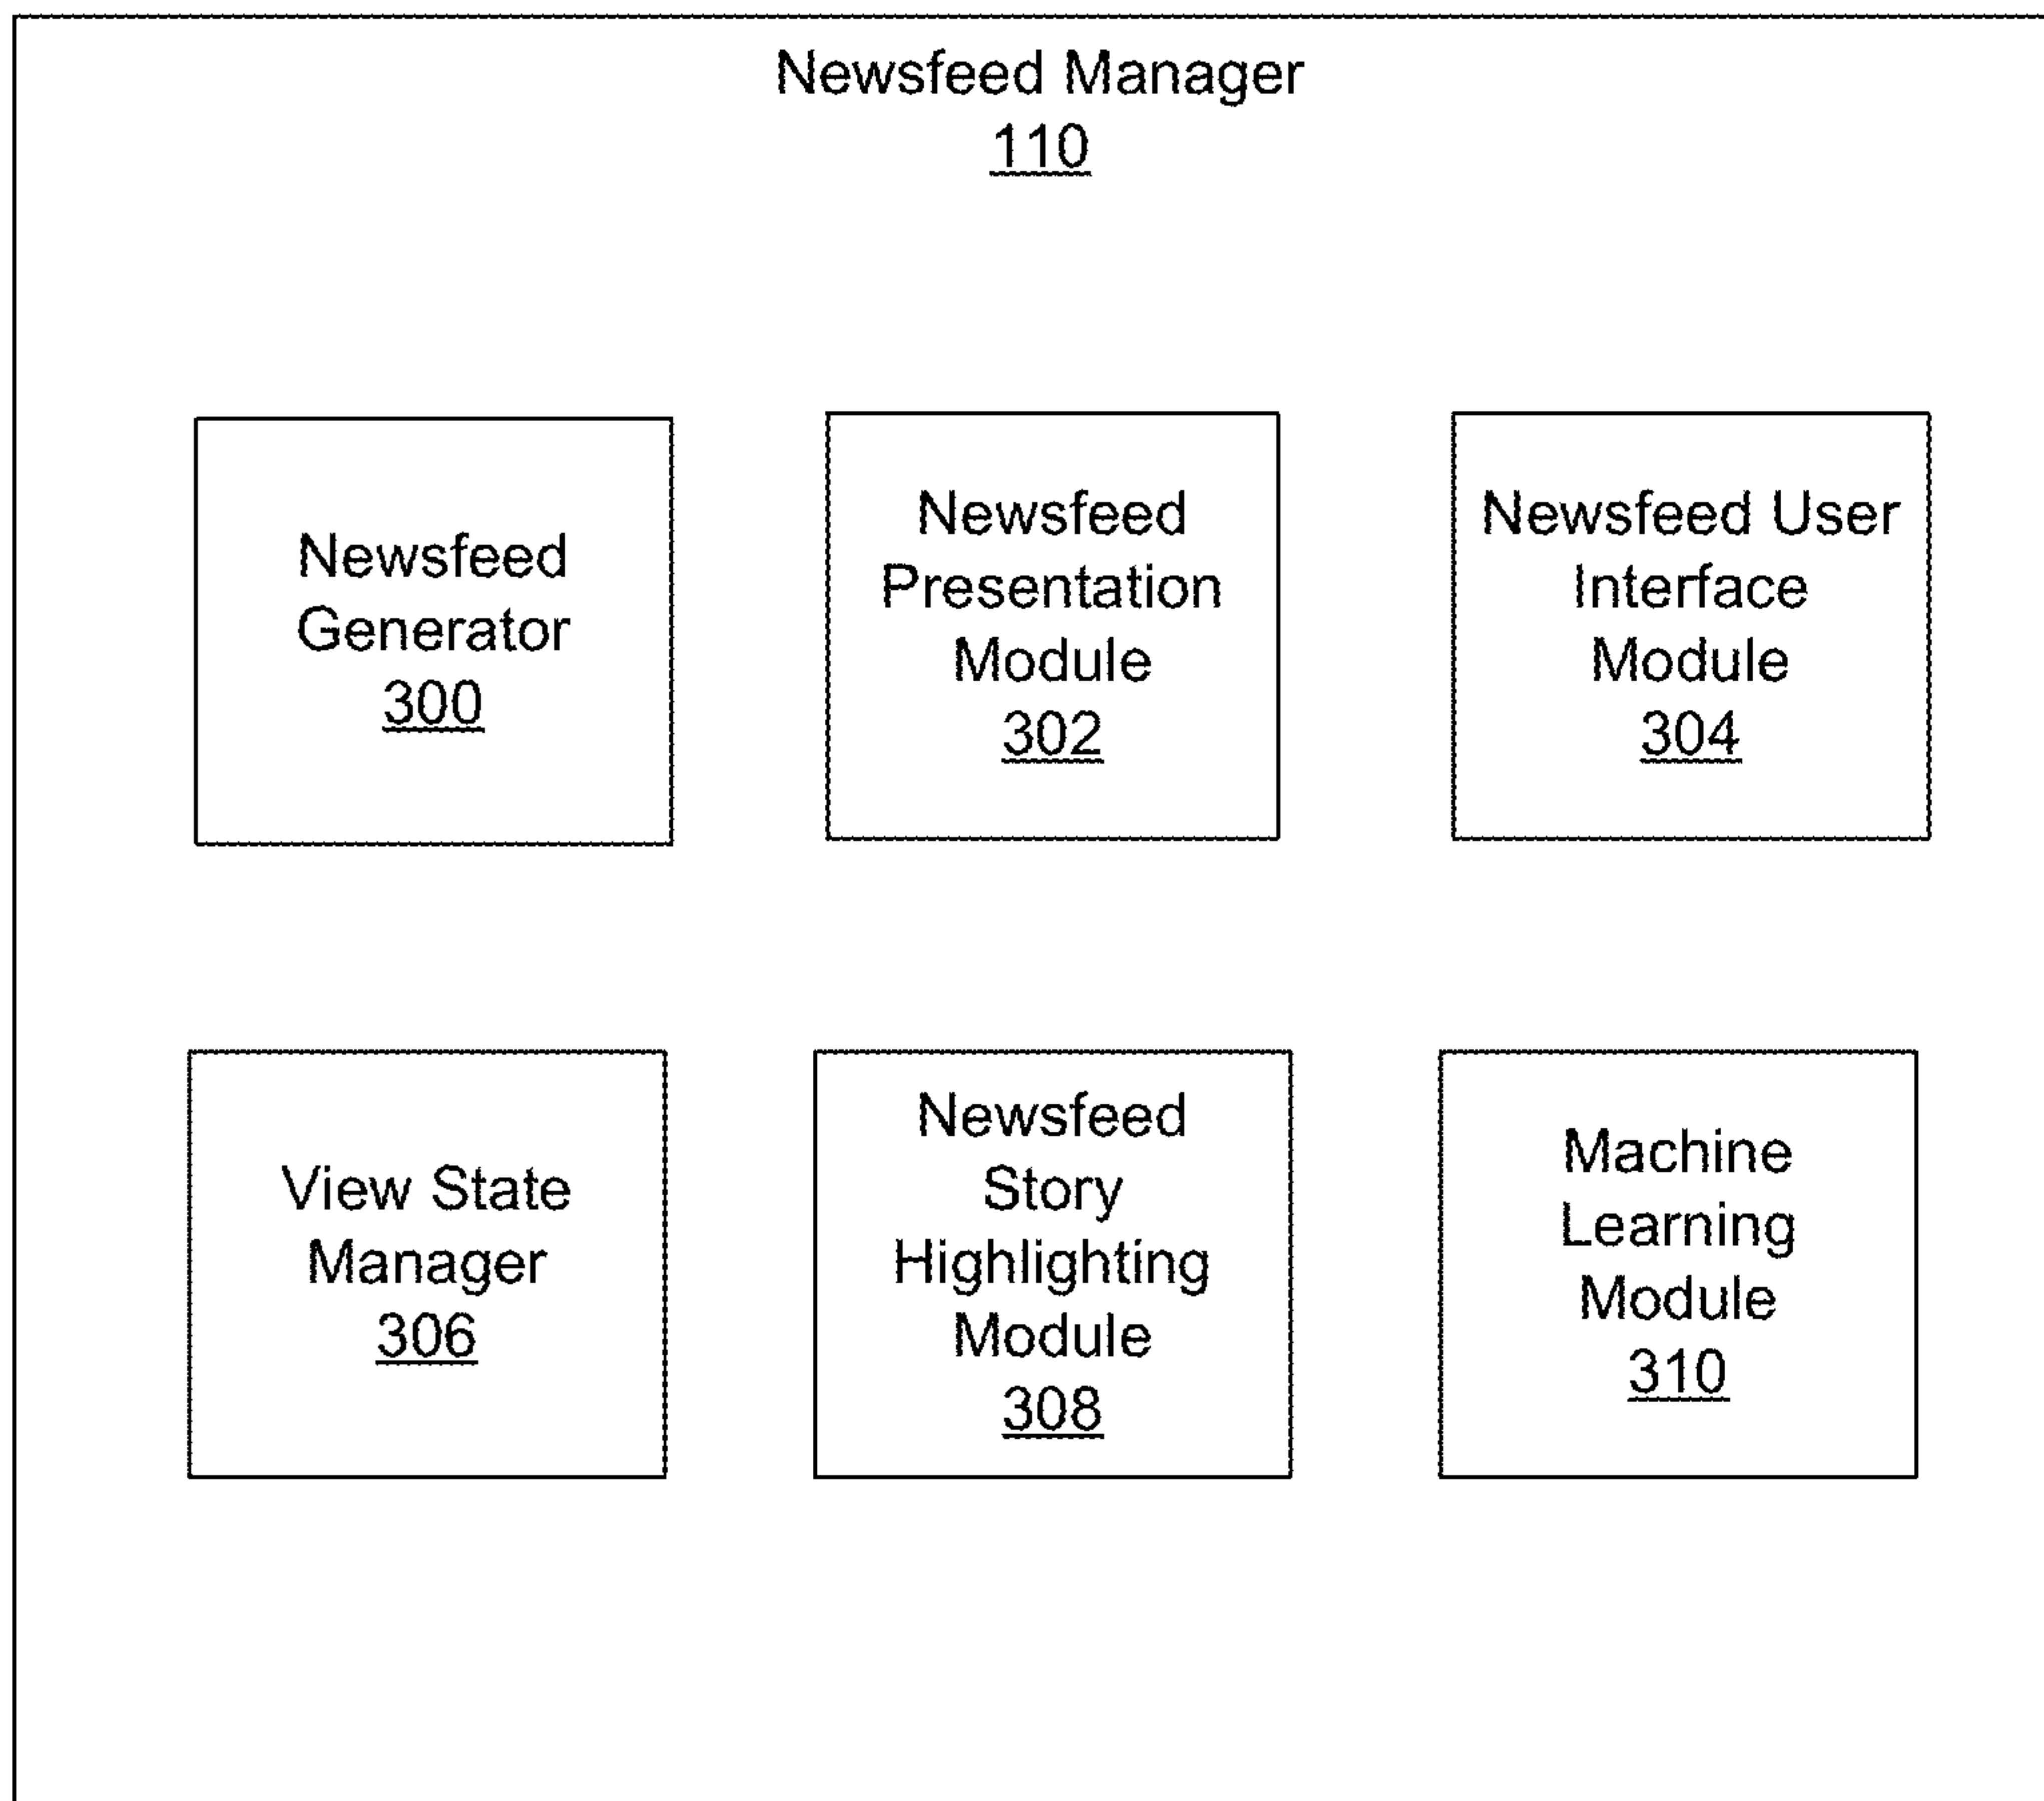 Newsfeed Manager
110
Newsfeed
Generator
300
Newsfeed
Presentation
Module
302
Newsfeed User
Interface
Module
304
View State
Manager
306
Newsfeed
Story
Highlighting
Module
308
Machine
Learning
Module
310